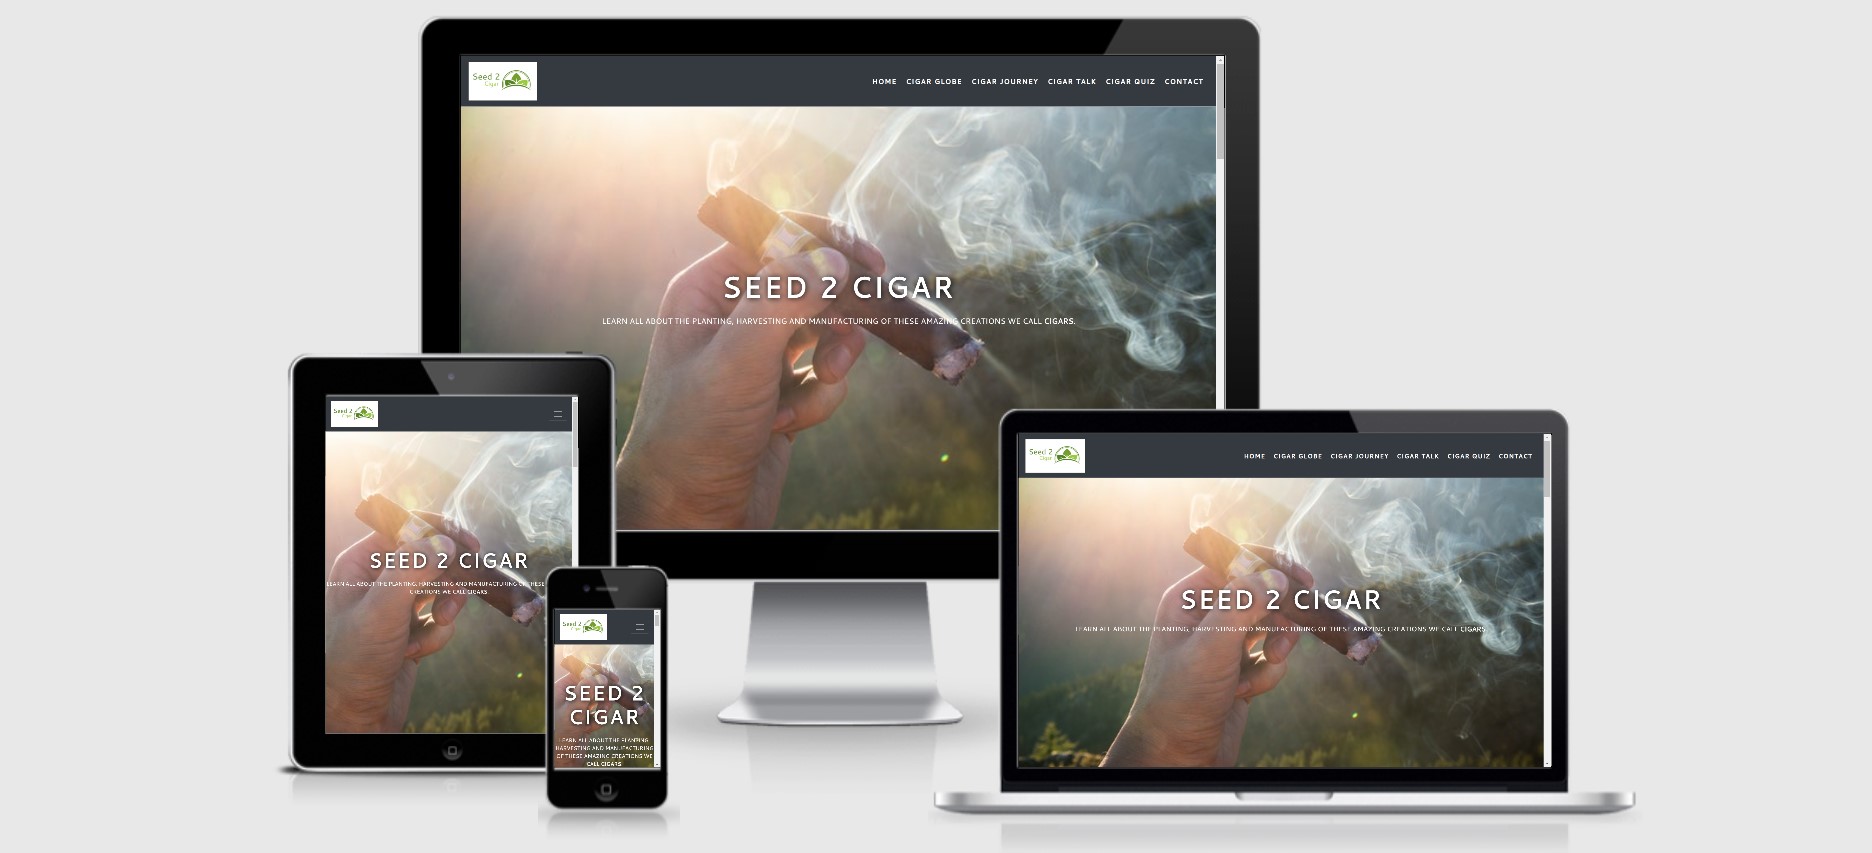 Seed 2
Cigar
HOME CIGAR GLOBE CIGAR JOURNEY CIGAR TALK CIGAR QUIZ CONTACT
SEED 2 CIGAR
LEARN ALL ABOUT THE PLANTING, HARVESTING AND MANUFACTURING OF THESE AMAZING CREATIONS WE CALL CIGARS.
Seed 2
Cigar
SEED 2 CIGAR
LEARN ALL ABOUT THE PLANTING, HARVESTING AND MANUFACTURING OF THESE
CREATIONS WE CALL CIGARS
Seed 2
Cigar
SEED 2
CIGAR
LEARN ALL ABOUT THE PLANTING
HARVESTING AND MANUFACTURING
OF THESE AMAZING CREATIONS WE
CALL CIGARS
Seed 2
Cigar
HOME CIGAR GLOBE CIGAR JOURNEY CIGAR TALK CIGAR QUIZ CONTACT
SEED 2 CIGAR
LEARN ALL ABOUT THE PLANTING, HARVESTING AND MANUFACTURING OF THESE AMAZING CREATIONS WE CALL CIGARS